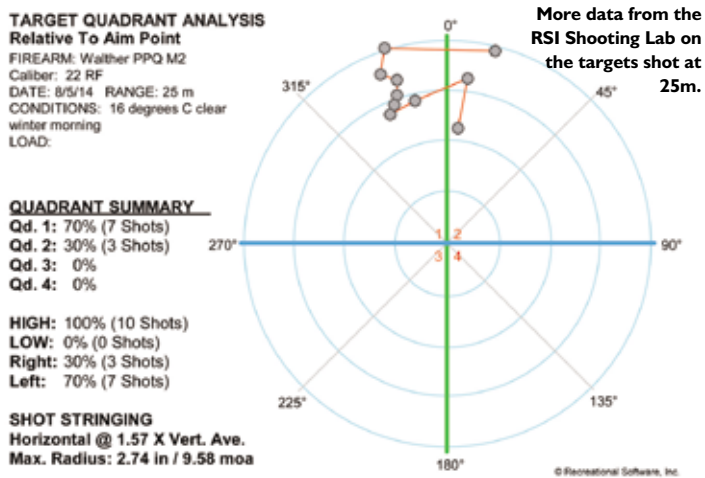 TARGET QUADRANT ANALYSIS
Relative To Aim Point
FIREARM: Walther PPQ M2
Caliber: 22 RF
DATE: 8/5/14 RANGE: 25 m
CONDITIONS: 16 degrees C clear
winter morning
LOAD:
QUADRANT SUMMARY
Qd. 1: 70% (7 Shots)
Qd. 2: 30% (3 Shots)
Qd. 3: 0%
Qd. 4: 0%
HIGH: 100% (10 Shots)
LOW: 0% (0 Shots)
Right: 30% (3 Shots)
Left: 70% (7 Shots)
SHOT STRINGING
Horizontal @ 1.57 X Vert. Ave.
Max. Radius: 2.74 in / 9.58 moa
0°
315°
45°
270°
1 2
3 4
90°
225°
135°
180°
More data from the
RSI Shooting Lab on
the targets shot at
25m.
© Recreational Software, Inc.